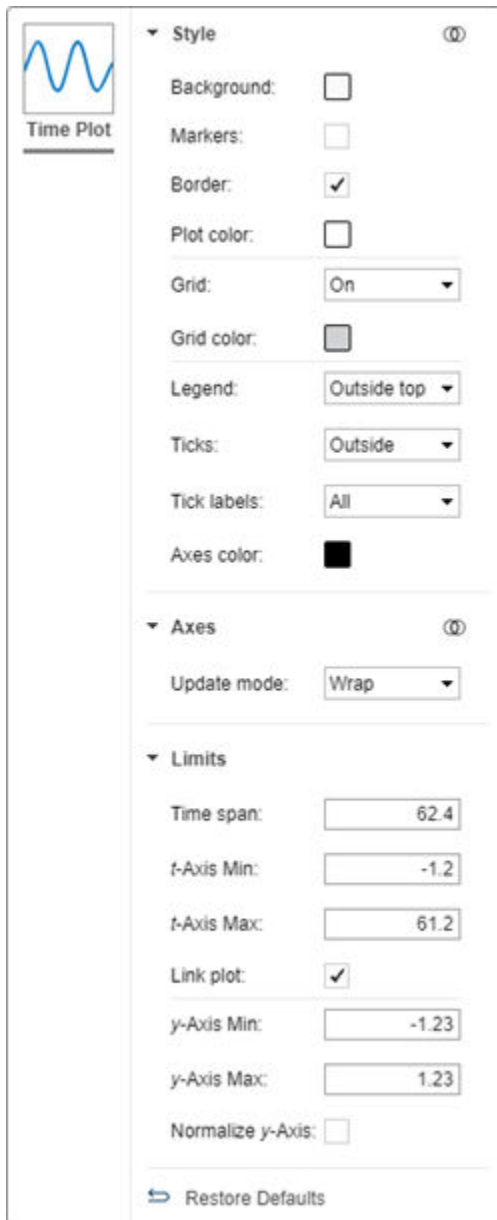 Time Plot
Style
Background:
Markers:
Border:
Plot color:
Grid: On
Grid color:
Legend: Outside top
Ticks: Outside
Tick labels: All
Axes color:
Axes
Update mode: Wrap
Limits
Time span: 62.4
t-Axis Min: -1.2
t-Axis Max: 61.2
Link plot:
y-Axis Min: -1.23
y-Axis Max: 1.23
Normalize y-Axis:
Restore Defaults